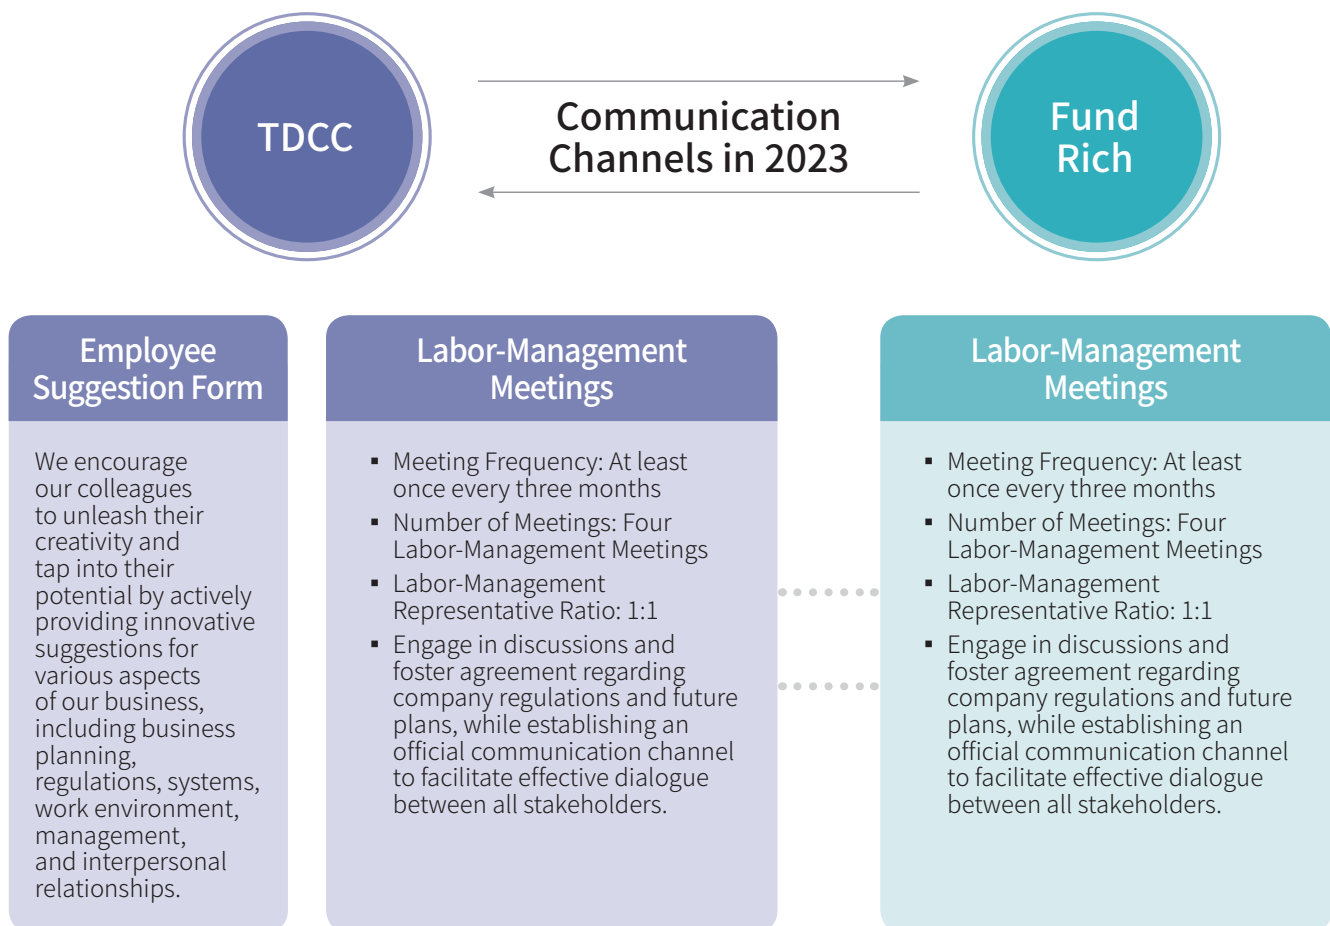 TDCC
Communication
Channels in 2023
Fund
Rich
Employee
Suggestion Form
We encourage
our colleagues
to unleash their
creativity and
tap into their
potential by actively
providing innovative
suggestions for
various aspects
of our business,
including business
planning,
regulations, systems,
work environment,
management,
and interpersonal
relationships.
Labor-Management
Meetings
▪ Meeting Frequency: At least
once every three months
▪ Number of Meetings: Four
Labor-Management Meetings
▪ Labor-Management
Representative Ratio: 1:1
▪ Engage in discussions and
foster agreement regarding
company regulations and future
plans, while establishing an
official communication channel
to facilitate effective dialogue
between all stakeholders.
Labor-Management
Meetings
▪ Meeting Frequency: At least
once every three months
▪ Number of Meetings: Four
Labor-Management Meetings
▪ Labor-Management
Representative Ratio: 1:1
▪ Engage in discussions and
foster agreement regarding
company regulations and future
plans, while establishing an
official communication channel
to facilitate effective dialogue
between all stakeholders.